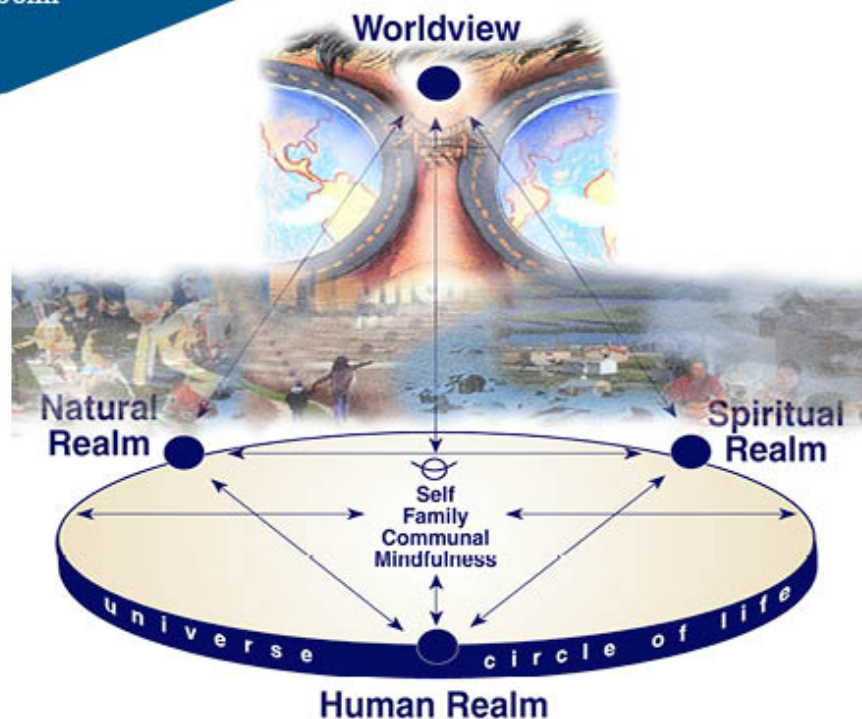 Worldview
Natural
Realm
Spiritual
Realm
Self
Family
Communal
Mindfulness
universe circle of life
Human Realm